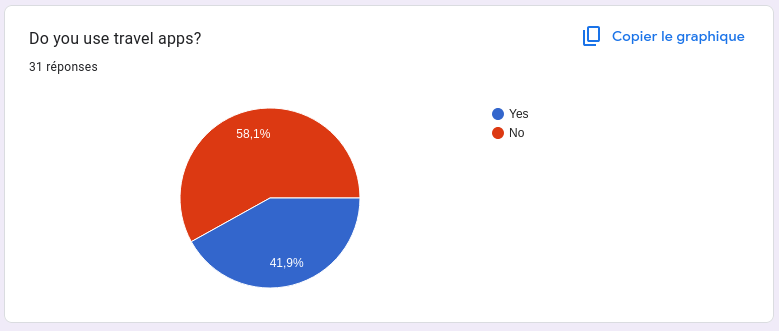 Do you use travel apps?
Copier le graphique
31 réponses
Yes
No
58,1%
41,9%